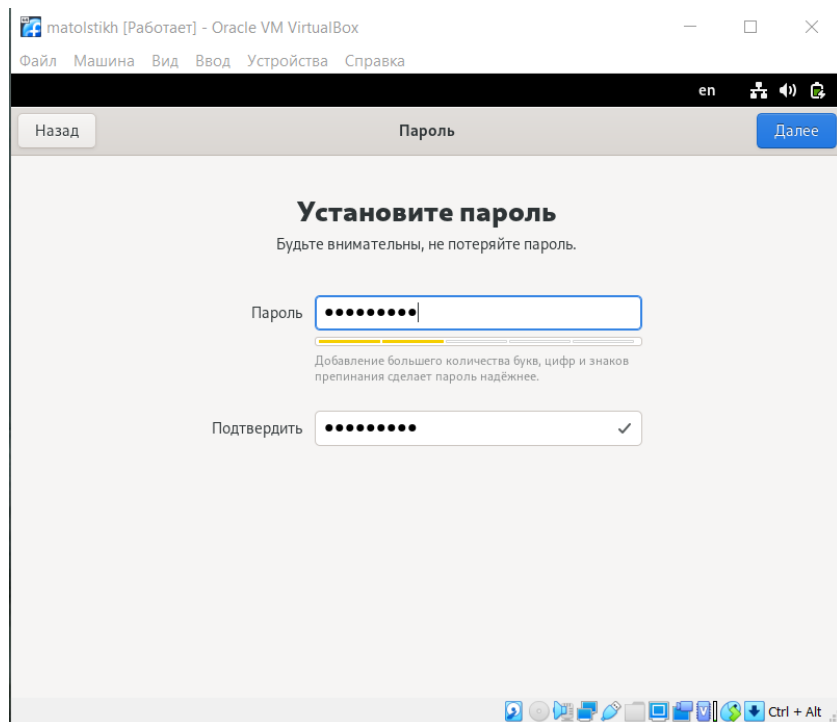 matolstikh [Работает] - Oracle VM VirtualBox
Файл Машина Вид Ввод Устройства Справка
en
Назад Пароль Далее
Установите пароль
Будьте внимательны, не потеряйте пароль.
Пароль ●●●●●●●●●
Добавление большего количества букв, цифр и знаков
препинания сделает пароль надёжнее.
Подтвердить ●●●●●●●●●
Ctrl + Alt